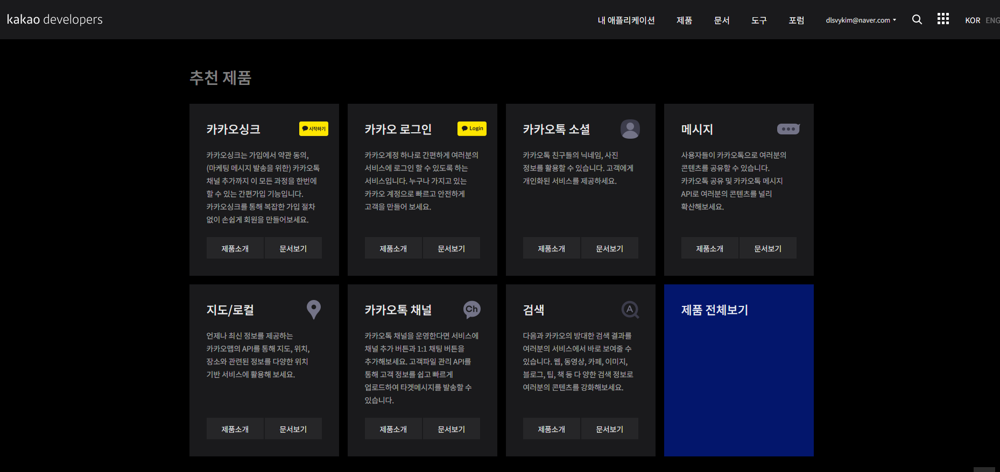 kakao developers
내 애플리케이션 제품 문서 도구 포럼 dlsvykim@naver.com KOR ENG
추천 제품
카카오싱크
시작하기
카카오싱크는 가입에서 약관 동의,
(마케팅 메시지 발송을 위한) 카카오톡
채널 추가까지 이 모든 과정을 한번에
할 수 있는 간편가입 기능입니다.
카카오싱크를 통해 복잡한 가입 절차
없이 손쉽게 회원을 만들어보세요.
제품소개 문서보기
카카오 로그인
Login
카카오계정 하나로 간편하게 여러분의
서비스에 로그인 할 수 있도록 하는
서비스입니다. 누구나 가지고 있는
카카오 계정으로 빠르고 안전하게
고객을 만들어 보세요.
제품소개 문서보기
카카오톡 소셜
카카오톡 친구들의 닉네임, 사진
정보를 활용할 수 있습니다. 고객에게
개인화된 서비스를 제공하세요.
제품소개 문서보기
메시지
사용자들이 카카오톡으로 여러분의
콘텐츠를 공유할 수 있습니다.
카카오톡 공유 및 카카오톡 메시지
API로 여러분의 콘텐츠를 널리
확산해보세요.
제품소개 문서보기
지도/로컬
언제나 최신 정보를 제공하는
카카오맵의 API를 통해 지도, 위치,
장소와 관련된 정보를 다양한 위치
기반 서비스에 활용해 보세요.
제품소개 문서보기
카카오톡 채널
Ch
카카오톡 채널을 운영한다면 서비스에
채널 추가 버튼과 1:1 채팅 버튼을
추가해보세요. 고객파일 관리 API를
통해 고객 정보를 쉽고 빠르게
업로드하여 타겟메시지를 발송할 수
있습니다.
제품소개 문서보기
검색
A
다음과 카카오의 방대한 검색 결과를
여러분의 서비스에서 바로 보여줄 수
있습니다. 웹, 동영상, 카페, 이미지,
블로그, 팁, 책 등 다 양한 검색 정보로
여러분의 콘텐츠를 강화해보세요.
제품소개 문서보기
제품 전체보기